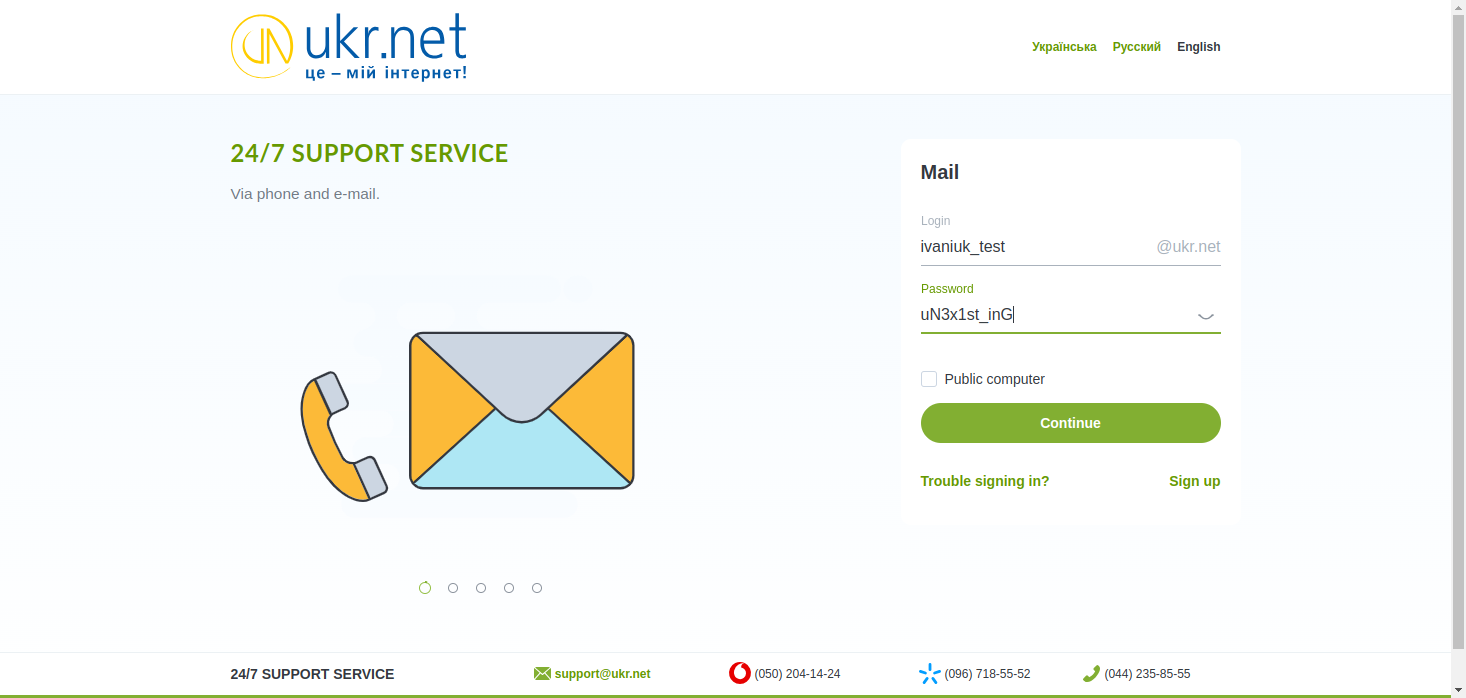 ukr.net
це – мій інтернет!
Українська Русский English
24/7 SUPPORT SERVICE
Via phone and e-mail.
Mail
Login
ivaniuk_test @ukr.net
Password
uN3x1st_inG
Public computer
Continue
Trouble signing in? Sign up
24/7 SUPPORT SERVICE support@ukr.net (050) 204-14-24 (096) 718-55-52 (044) 235-85-55